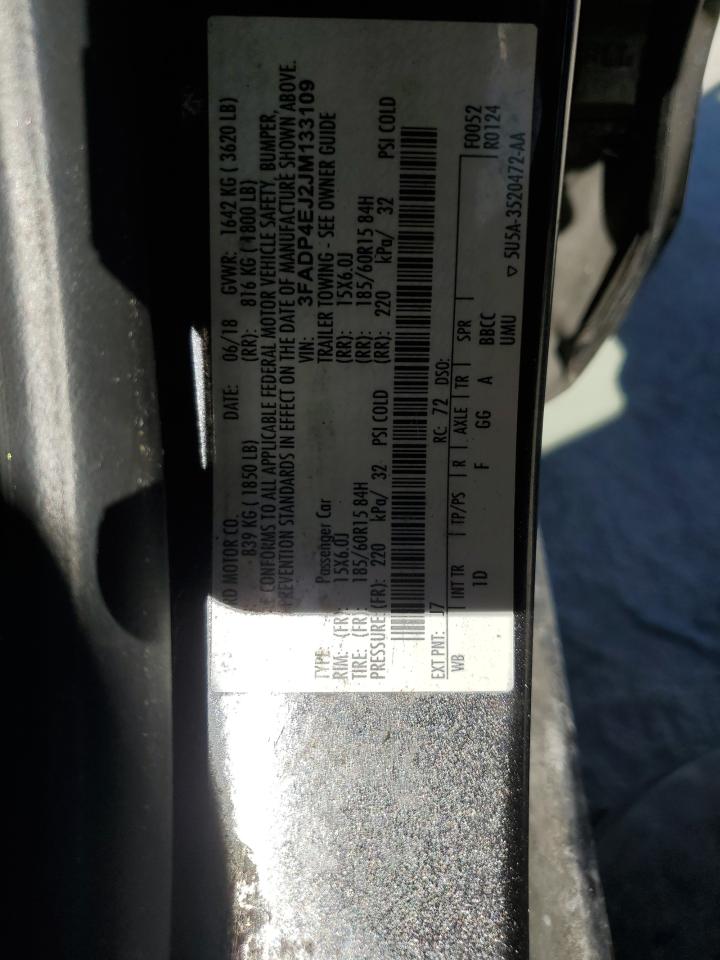 MOTOR CO. DATE: 06/18 GVWR: 1642 KG ( 3620 LB)
839 KG ( 1850 LB) (RR): 816 KG ( 1800 LB)
CONFORMS TO ALL APPLICABLE FEDERAL MOTOR VEHICLE SAFETY, BUMPER,
PREVENTION STANDARDS IN EFFECT ON THE DATE OF MANUFACTURE SHOWN ABOVE.
VIN: 3FADP4EJ2JM133109
TYPE: Passenger Car TRAILER TOWING - SEE OWNER GUIDE
RIM: (FR): 15X6.0J (RR): 15X6.0J
TIRE: (FR): 185/60R15 84H (RR): 185/60R15 84H
PRESSURE: (FR): 220 kPa/ 32 PSI COLD (RR): 220 kPa/ 32 PSI COLD
EXT PNT: 17 RC: 72 DSO: F0052
WB INT TR TP/PS R AXLE TR SPR R0124
1D F GG A BBCC
UMU ▽ 5U5A-3520472-AA